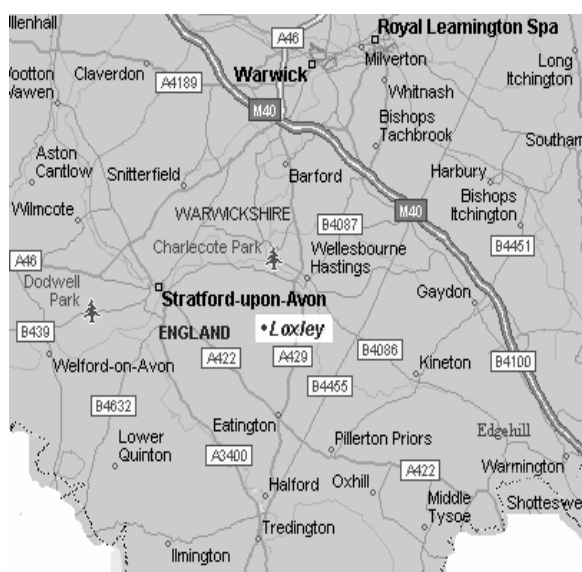 ullenhall
A46
Royal Leamington Spa
Claverdon
A4189
Warwick
Milverton
Long
Itchington
Wootton
Wawen
M40
Whitnash
Bishops
Tachbrook
Southam
Aston
Cantlow
Snitterfield
Barford
Harbury
Bishops
Itchington
Wilmcote
WARWICKSHIRE
B4087
M40
A46
Charlecote Park
Wellesbourne
Hastings
B4451
Dodwell
Park
Stratford-upon-Avon
Gaydon
B439
ENGLAND
•Loxley
Welford-on-Avon
A422
A429
B4086
Kineton
B4100
B4632
B4455
Eatington
Lower
Quinton
A3400
Pillerton Priors
Edgehill
A422
Warmington
Halford
Oxhill
Middle
Tysoe
Shotteswe
Tredington
Ilmington